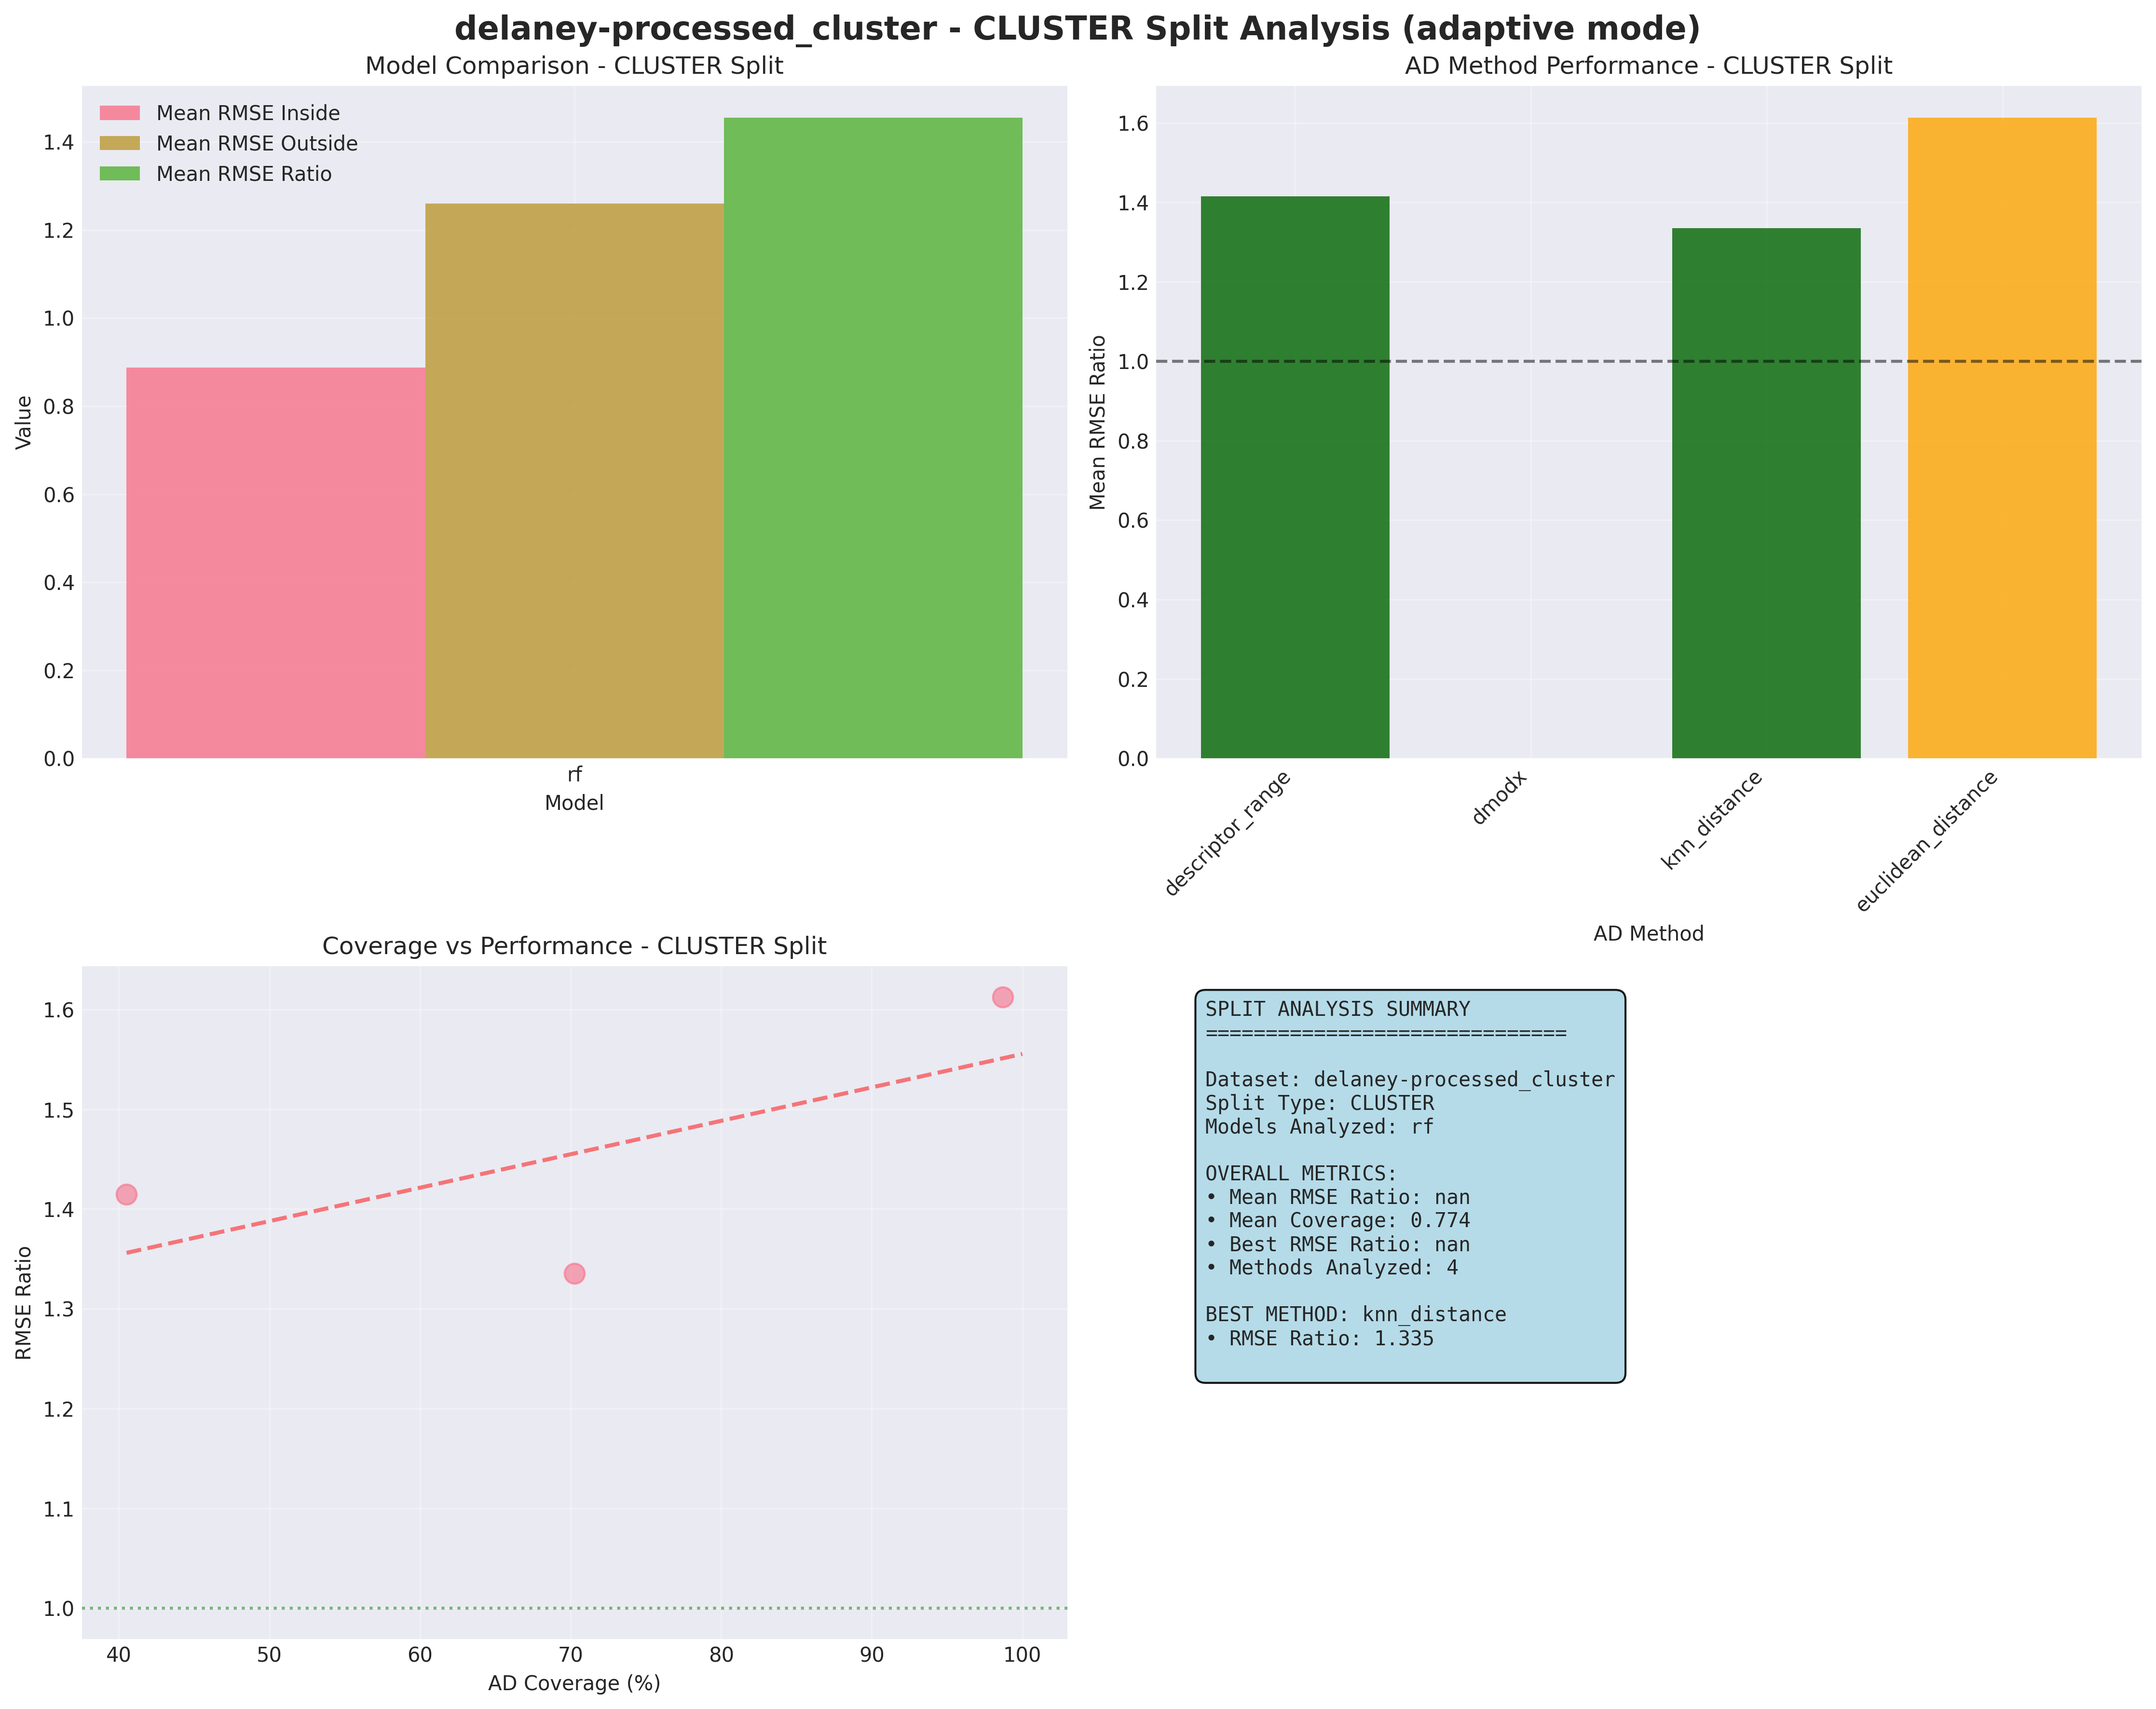 delaney-processed_cluster - CLUSTER Split Analysis (adaptive mode)
Model Comparison - CLUSTER Split
Mean RMSE Inside
Mean RMSE Outside
Mean RMSE Ratio
Value
1.4
1.2
1.0
0.8
0.6
0.4
0.2
0.0
rf
Model
AD Method Performance - CLUSTER Split
Mean RMSE Ratio
1.6
1.4
1.2
1.0
0.8
0.6
0.4
0.2
0.0
descriptor_range
dmodx
knn_distance
euclidean_distance
AD Method
Coverage vs Performance - CLUSTER Split
RMSE Ratio
1.6
1.5
1.4
1.3
1.2
1.1
1.0
40 50 60 70 80 90 100
AD Coverage (%)
SPLIT ANALYSIS SUMMARY
==============================
Dataset: delaney-processed_cluster
Split Type: CLUSTER
Models Analyzed: rf
OVERALL METRICS:
• Mean RMSE Ratio: nan
• Mean Coverage: 0.774
• Best RMSE Ratio: nan
• Methods Analyzed: 4
BEST METHOD: knn_distance
• RMSE Ratio: 1.335